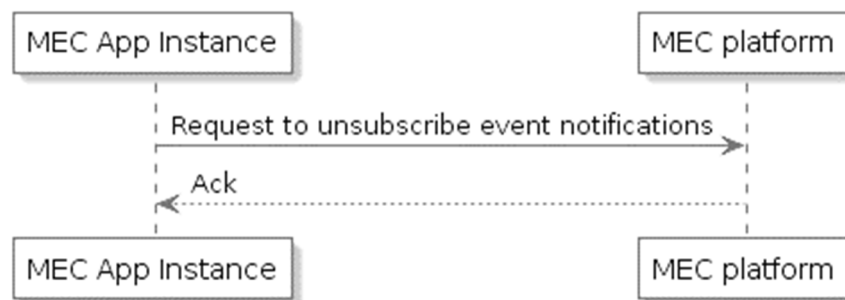 MEC App Instance
MEC platform
Request to unsubscribe event notifications
Ack
MEC App Instance
MEC platform